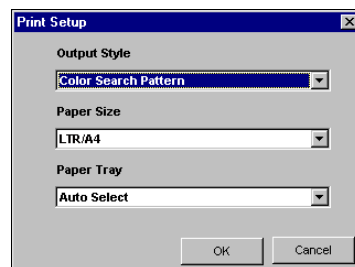 Print Setup
Output Style
Color Search Pattern
Paper Size
LTR/A4
Paper Tray
Auto Select
OK Cancel